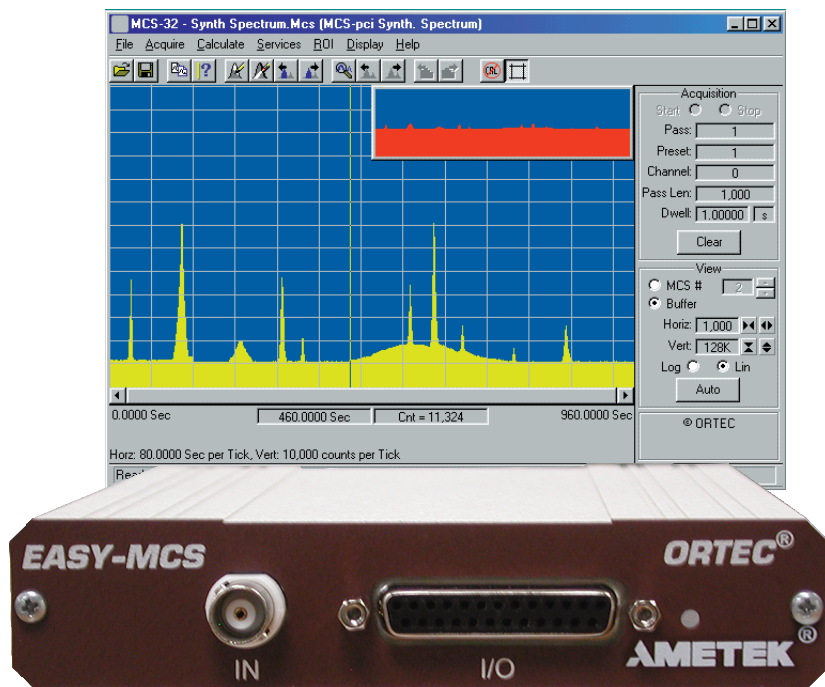 MCS-32 - Synth Spectrum.Mcs (MCS-pci Synth. Spectrum)
File Acquire Calculate Services ROI Display Help
Acquisition
Start Stop
Pass: 1
Preset: 1
Channel: 0
Pass Len: 1,000
Dwell: 1.00000 s
Clear
View
MCS # 2
Buffer
Horiz: 1,000
Vert: 128K
Log Lin
Auto
0.0000 Sec 460.0000 Sec Cnt = 11,324 960.0000 Sec
© ORTEC
Horz: 80.0000 Sec per Tick, Vert: 10,000 counts per Tick
EASY-MCS
ORTEC®
IN
I/O
AMETEK®